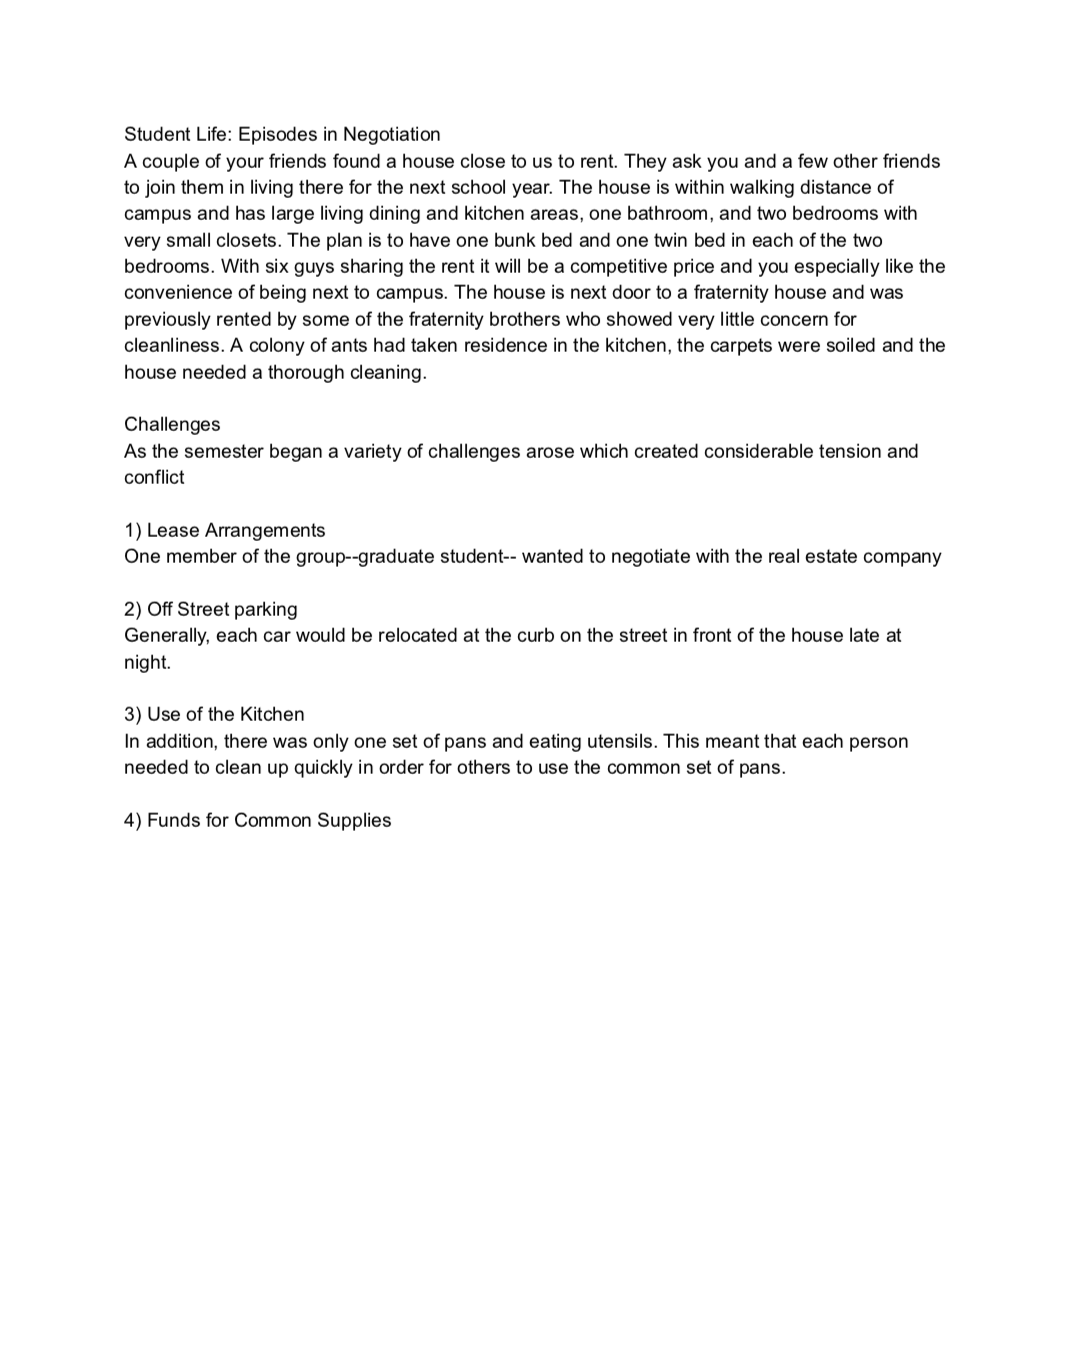 Student Life: Episodes in Negotiation
A couple of your friends found a house close to us to rent. They ask you and a few other friends
to join them in living there for the next school year. The house is within walking distance of
campus and has large living dining and kitchen areas, one bathroom, and two bedrooms with
very small closets. The plan is to have one bunk bed and one twin bed in each of the two
bedrooms. With six guys sharing the rent it will be a competitive price and you especially like the
convenience of being next to campus. The house is next door to a fraternity house and was
previously rented by some of the fraternity brothers who showed very little concern for
cleanliness. A colony of ants had taken residence in the kitchen, the carpets were soiled and the
house needed a thorough cleaning.

Challenges
As the semester began a variety of challenges arose which created considerable tension and
conflict

1) Lease Arrangements
One member of the group--graduate student-- wanted to negotiate with the real estate company

2) Off Street parking
Generally, each car would be relocated at the curb on the street in front of the house late at
night.

3) Use of the Kitchen
In addition, there was only one set of pans and eating utensils. This meant that each person
needed to clean up quickly in order for others to use the common set of pans.

4) Funds for Common Supplies